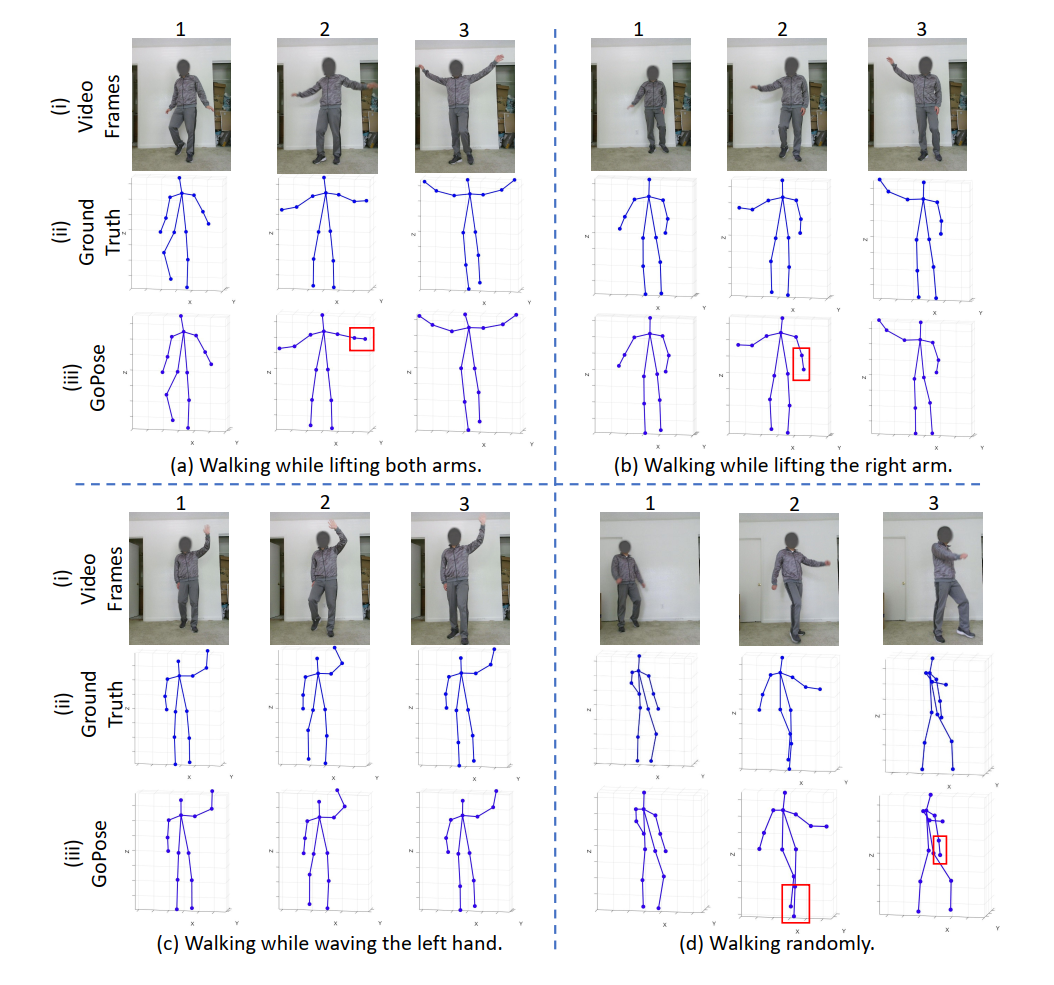 1 2 3
(i)
Video
Frames
(ii)
Ground
Truth
Z Z Z
X Y X Y X Y
(iii)
GoPose
Z Z Z
X Y X Y X Y
(a) Walking while lifting both arms.
1 2 3
Z Z Z
X Y X Y X Y
Z Z Z
X Y X Y X Y
(b) Walking while lifting the right arm.
1 2 3
(i)
Video
Frames
(ii)
Ground
Truth
Z Z Z
X Y X Y X Y
(iii)
GoPose
Z Z Z
X Y X Y X Y
(c) Walking while waving the left hand.
1 2 3
Z Z Z
X Y X Y X Y
Z Z Z
X Y X Y X Y
(d) Walking randomly.